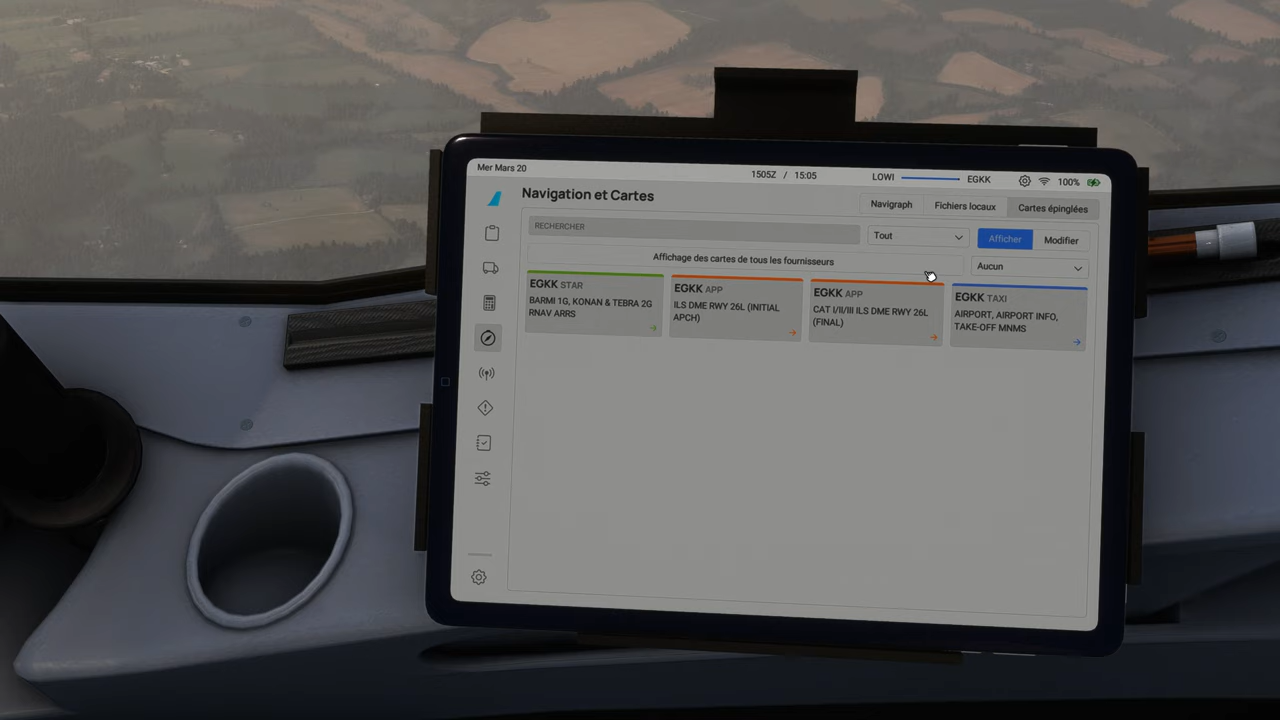 Mer Mars 20
1505Z / 15:05
LOWI
EGKK
100%
Navigation et Cartes
Navigraph
Fichiers locaux
Cartes épinglées
RECHERCHER
Tout
Afficher
Modifier
Affichage des cartes de tous les fournisseurs
Aucun
EGKK STAR
BARMI 1G, KONAN & TEBRA 2G
RNAV ARRS
EGKK APP
ILS DME RWY 26L (INITIAL
APCH)
EGKK APP
CAT I/II/III ILS DME RWY 26L
(FINAL)
EGKK TAXI
AIRPORT, AIRPORT INFO,
TAKE-OFF MNMS